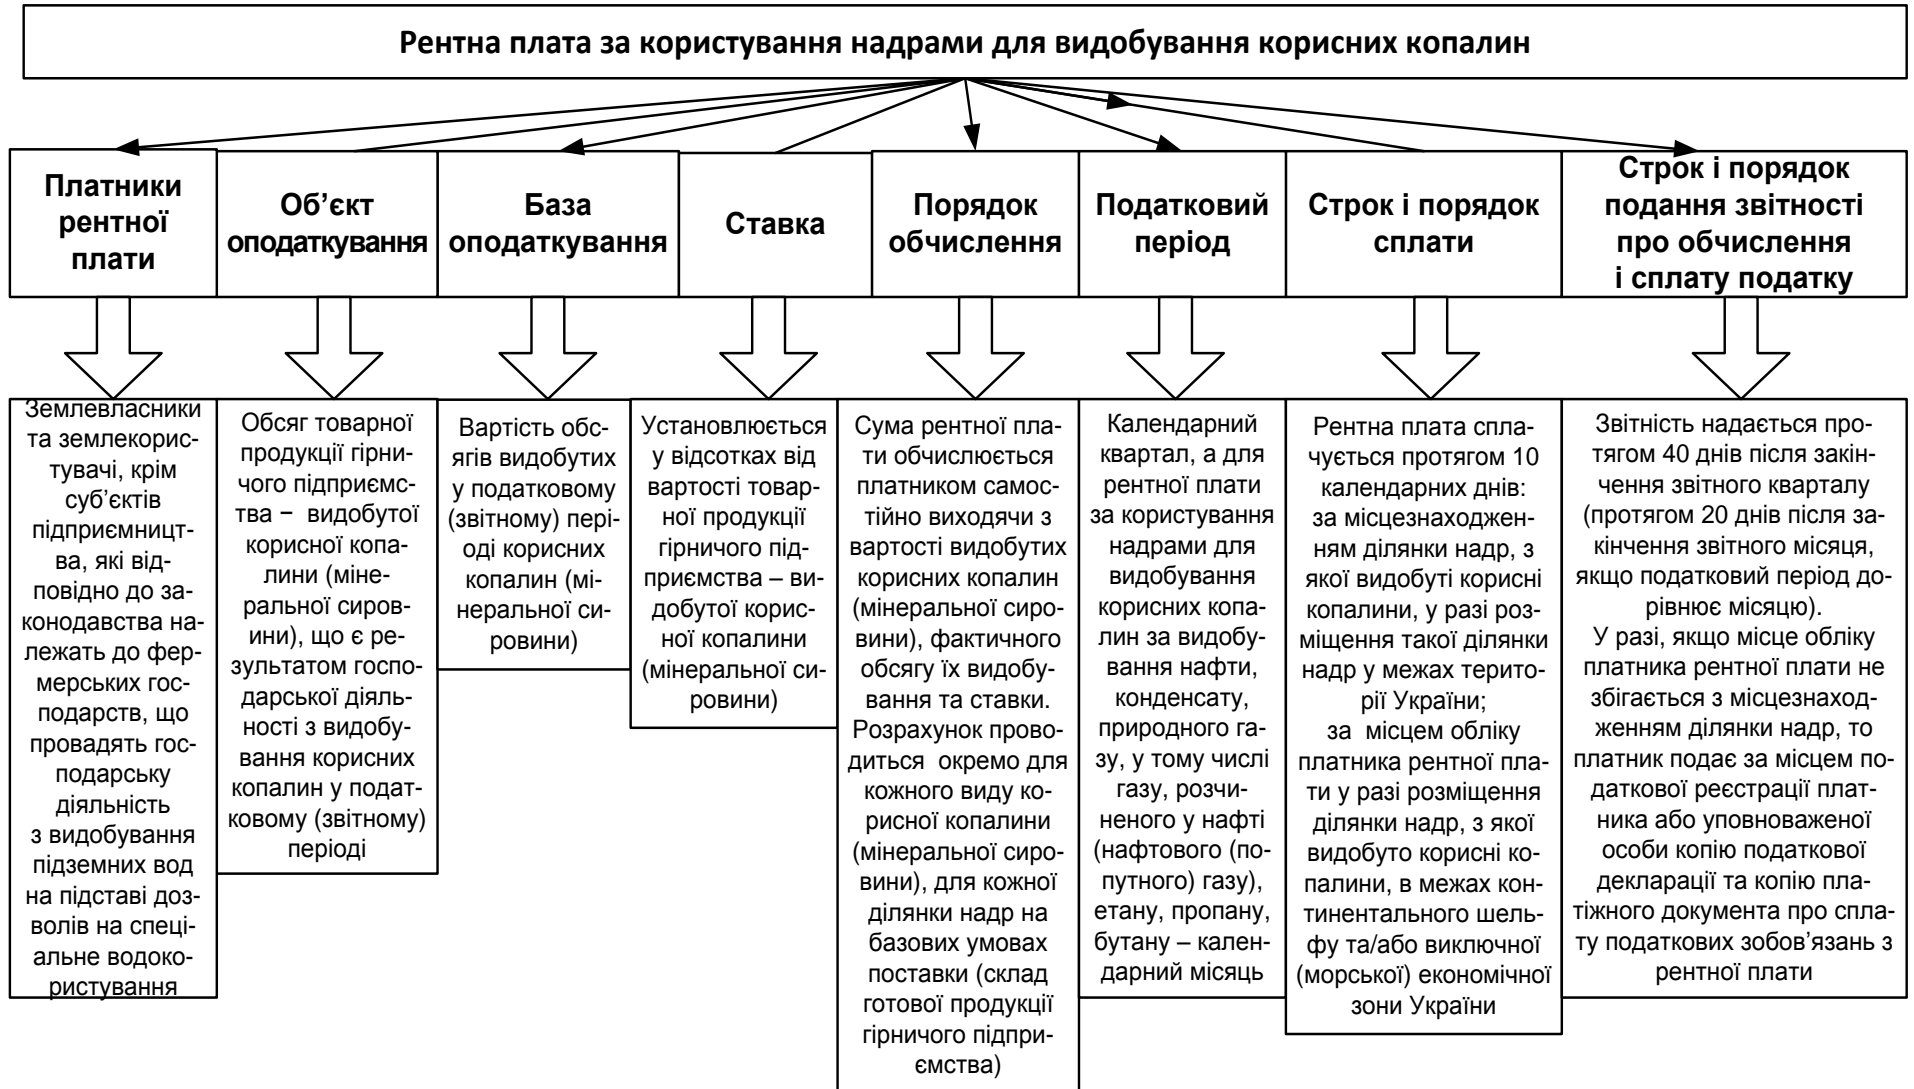 Рентна плата за користування надрами для видобування корисних копалин
Платники
рентної
плати
Об’єкт
оподаткування
База
оподаткування
Ставка
Порядок
обчислення
Податковий
період
Строк і порядок
сплати
Строк і порядок
подання звітності
про обчислення
і сплату податку
Землевласники
та землекорис-
тувачі, крім
суб’єктів
підприємницт-
ва, які від-
повідно до за-
конодавства на-
лежать до фер-
мерських гос-
подарств, що
провадять гос-
подарську
діяльність
з видобування
підземних вод
на підставі доз-
волів на спеці-
альне водоко-
ристування
Обсяг товарної
продукції гірни-
чого підприємс-
тва − видобутої
корисної копа-
лини (міне-
ральної сиров-
ини), що є ре-
зультатом госпо-
дарської діяль-
ності з видобу-
вання корисних
копалин у подат-
ковому (звітному)
періоді
Вартість обс-
ягів видобутих
у податковому
(звітному) пері-
оді корисних
копалин (мі-
неральної си-
ровини)
Установлюється
у відсотках від
вартості товар-
ної продукції
гірничого під-
приємства – ви-
добутої корис-
ної копалини
(мінеральної си-
ровини)
Сума рентної пла-
ти обчислюється
платником самос-
тійно виходячи з
вартості видобутих
корисних копалин
(мінеральної сиро-
вини), фактичного
обсягу їх видобу-
вання та ставки.
Розрахунок прово-
диться окремо для
кожного виду ко-
рисної копалини
(мінеральної сиро-
вини), для кожної
ділянки надр на
базових умовах
поставки (склад
готової продукції
гірничого підпри-
ємства)
Календарний
квартал, а для
рентної плати
за користування
надрами для
видобування
корисних копа-
лин за видобу-
вання нафти,
конденсату,
природного га-
зу, у тому числі
газу, розчи-
неного у нафті
(нафтового (по-
путного) газу),
етану, пропану,
бутану – кален-
дарний місяць
Рентна плата спла-
чується протягом 10
календарних днів:
за місцезнаходжен-
ням ділянки надр, з
якої видобуті корисні
копалини, у разі роз-
міщення такої ділянки
надр у межах терито-
рії України;
за місцем обліку
платника рентної пла-
ти у разі розміщення
ділянки надр, з якої
видобуто корисні ко-
палини, в межах кон-
тинентального шель-
фу та/або виключної
(морської) економічної
зони України
Звітність надається про-
тягом 40 днів після закін-
чення звітного кварталу
(протягом 20 днів після за-
кінчення звітного місяця,
якщо податковий період до-
рівнює місяцю).
У разі, якщо місце обліку
платника рентної плати не
збігається з місцезнаход-
женням ділянки надр, то
платник подає за місцем по-
даткової реєстрації плат-
ника або уповноваженої
особи копію податкової
декларації та копію пла-
тіжного документа про спла-
ту податкових зобов’язань з
рентної плати